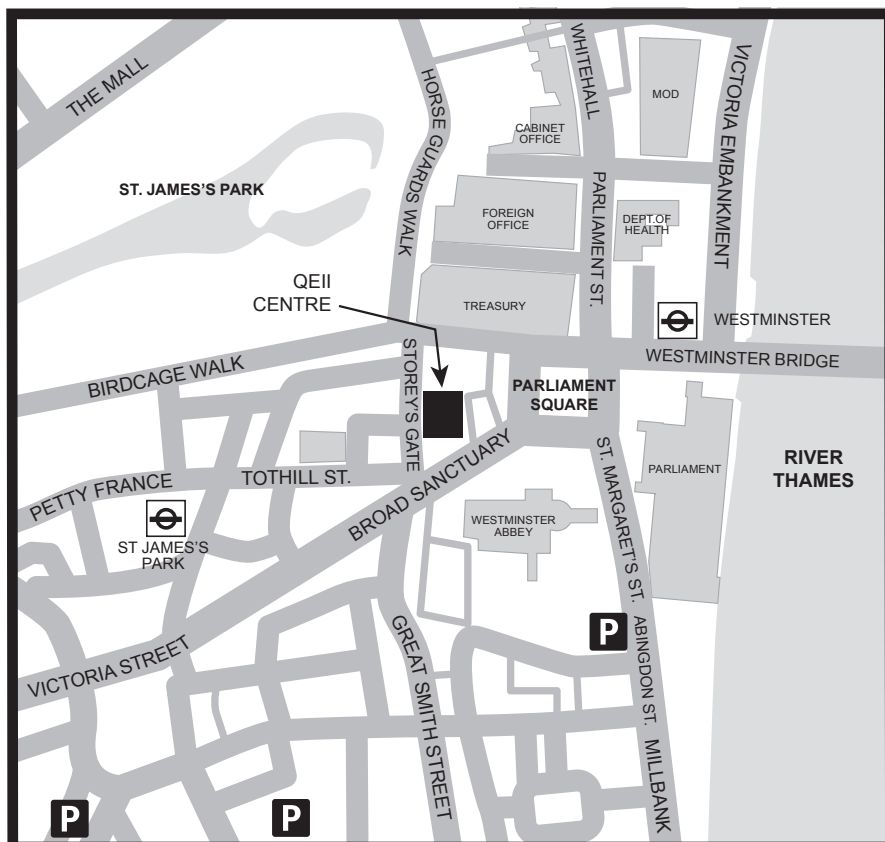 THE MALL
HORSE GUARDS WALK
WHITEHALL
MOD
VICTORIA EMBANKMENT
CABINET
OFFICE
ST. JAMES'S PARK
FOREIGN
OFFICE
PARLIAMENT ST.
DEPT.OF
HEALTH
QEII
CENTRE
TREASURY
WESTMINSTER
BIRDCAGE WALK
STOREY'S GATE
PARLIAMENT
SQUARE
WESTMINSTER BRIDGE
PETTY FRANCE
TOTHILL ST.
BROAD SANCTUARY
ST. MARGARET'S ST.
PARLIAMENT
RIVER
THAMES
ST JAMES'S
PARK
WESTMINSTER
ABBEY
VICTORIA STREET
GREAT SMITH STREET
P
ABINGDON ST.
MILLBANK
P
P